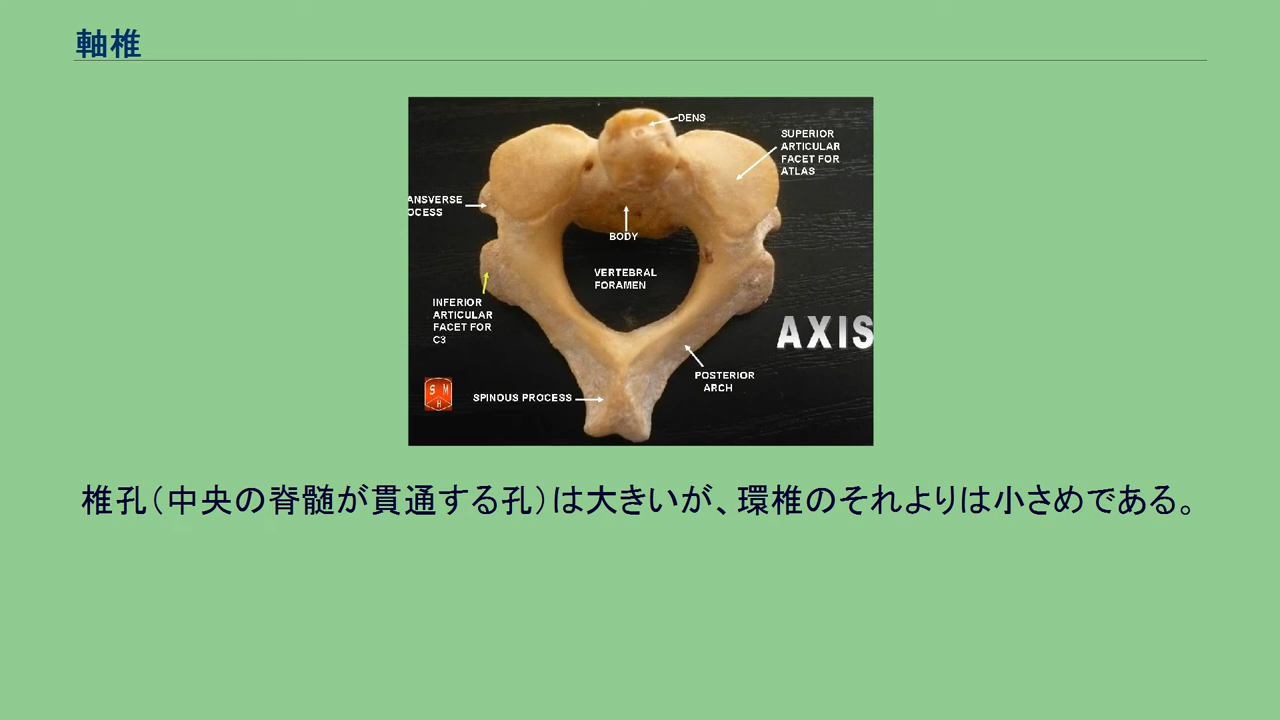 軸椎
DENS
SUPERIOR
ARTICULAR
FACET FOR
ATLAS
ANSVERSE
OCESS
BODY
VERTEBRAL
FORAMEN
INFERIOR
ARTICULAR
FACET FOR
C3
AXIS
POSTERIOR
ARCH
SPINOUS PROCESS
S M
H
椎孔（中央の脊髄が貫通する孔）は大きいが、環椎のそれよりは小さめである。